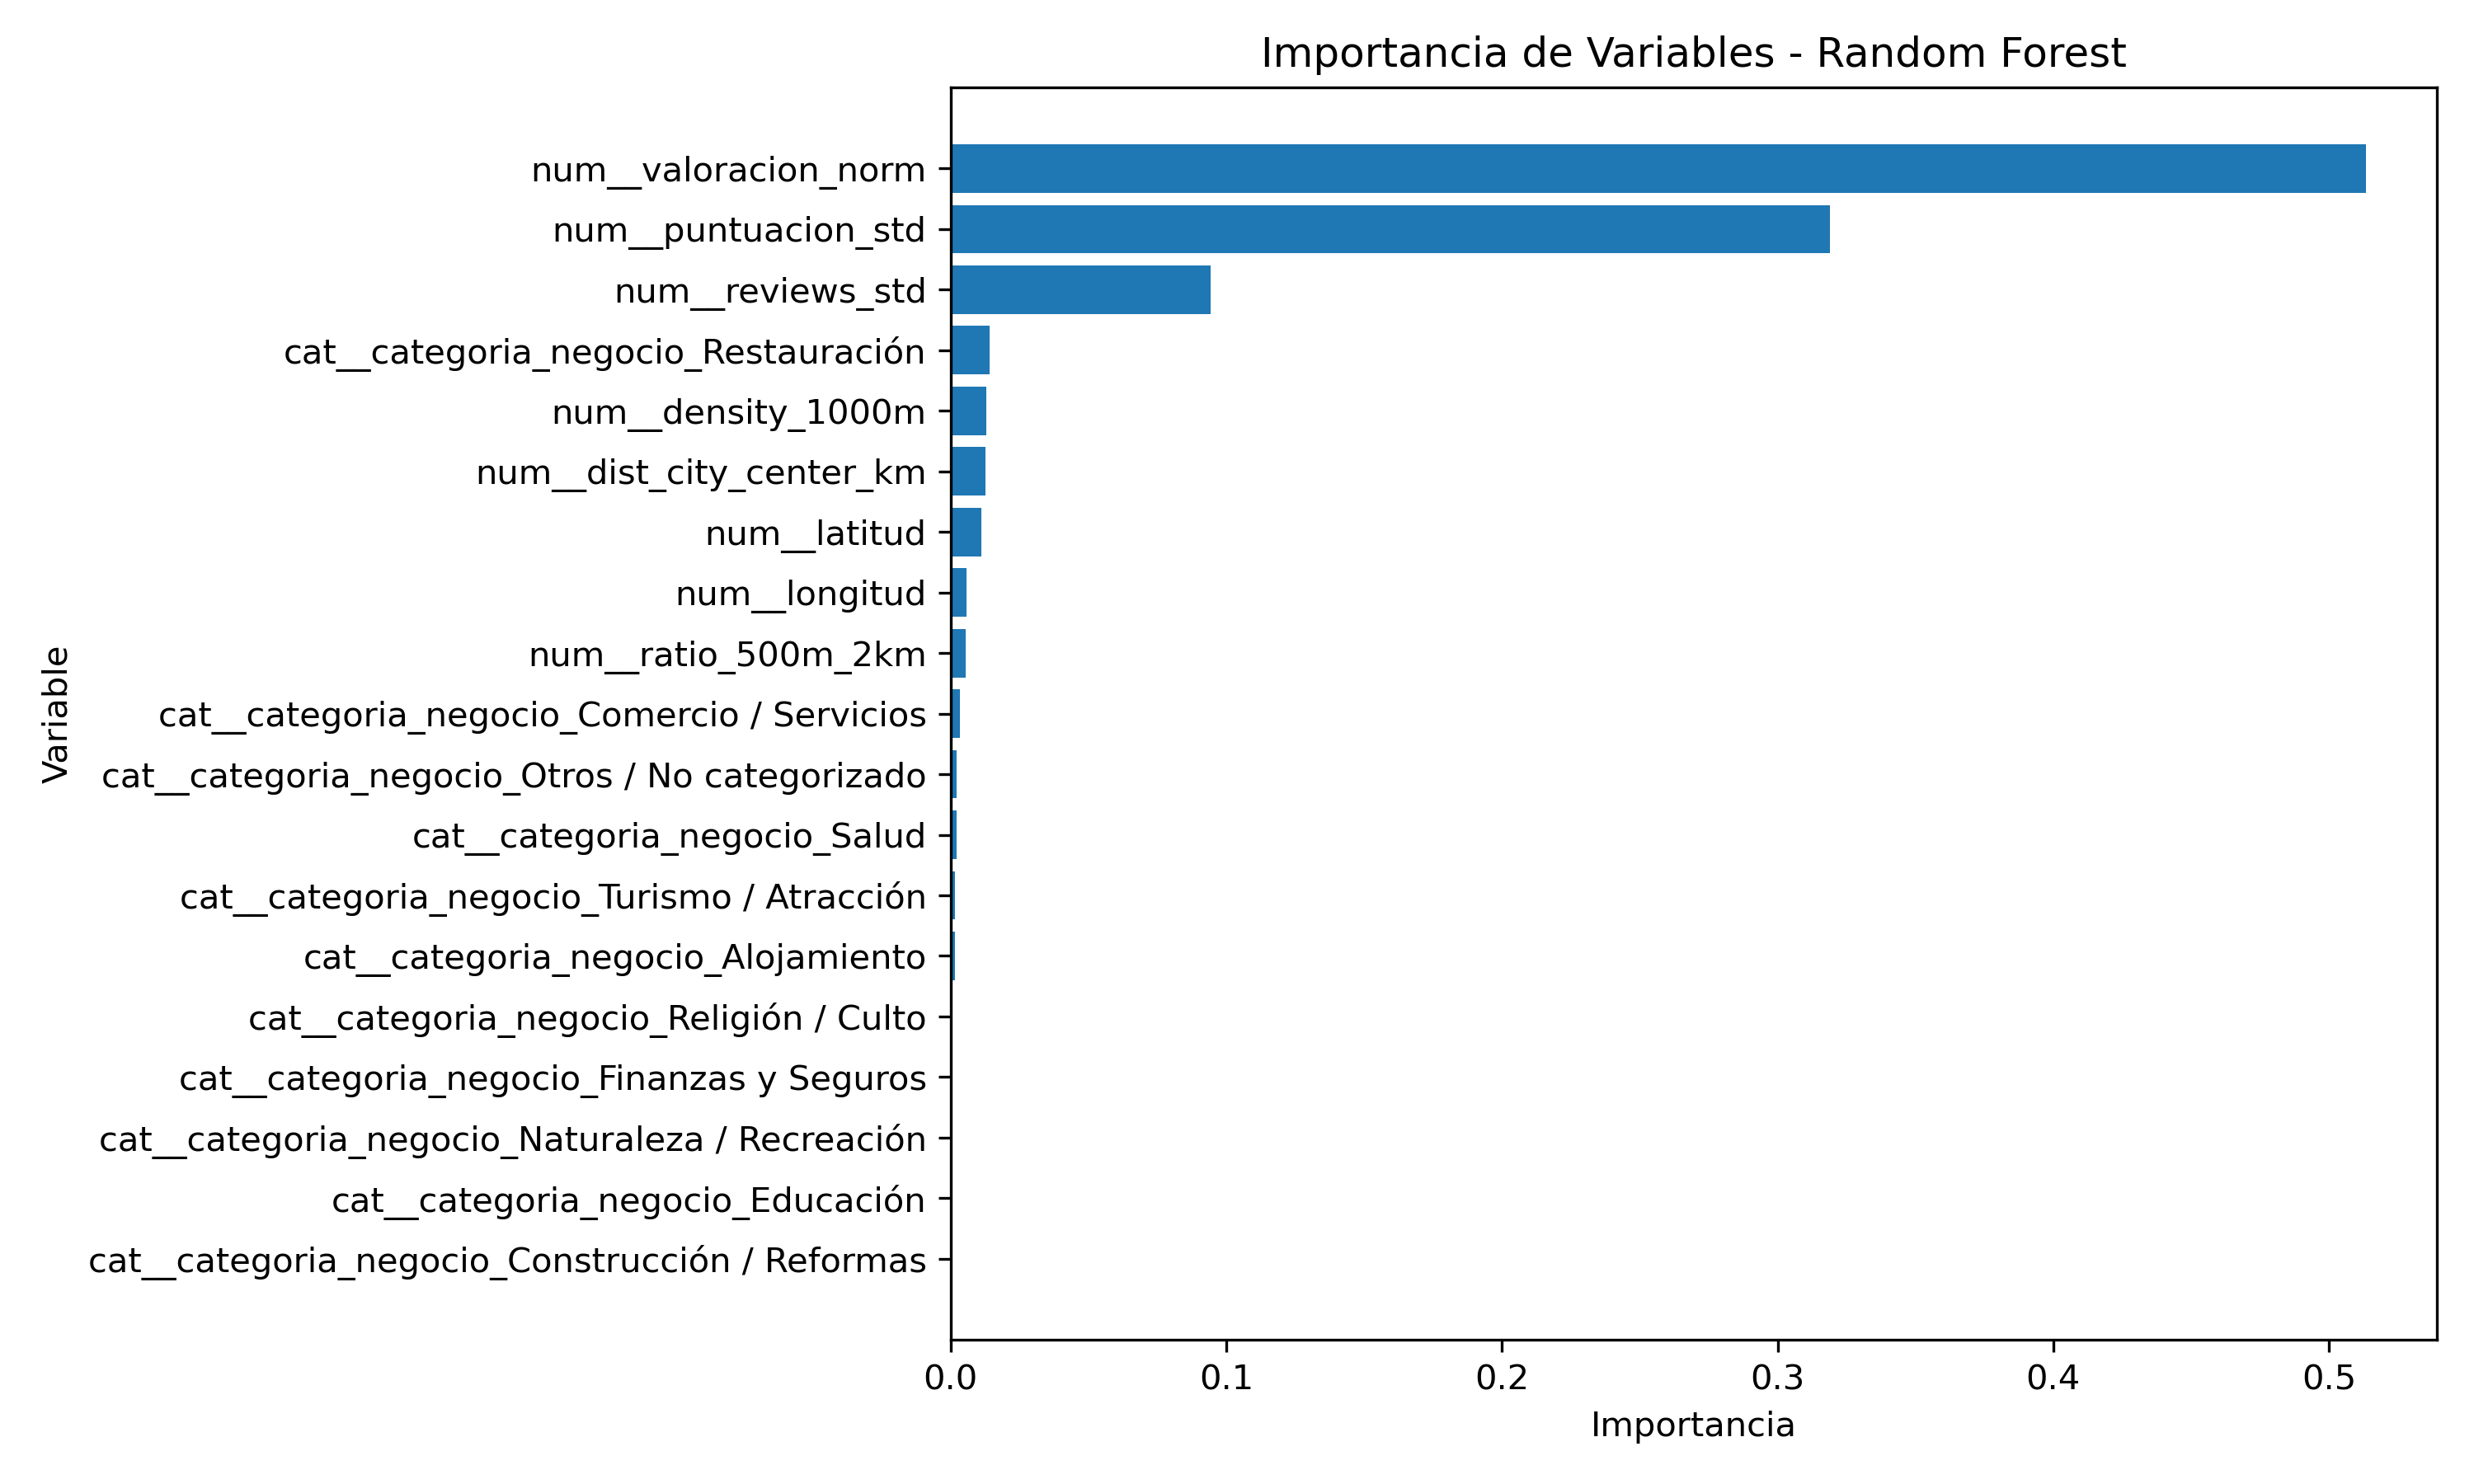 Importancia de Variables - Random Forest
num__valoracion_norm
num__puntuacion_std
num__reviews_std
cat__categoria_negocio_Restauración
num__density_1000m
num__dist_city_center_km
num__latitud
num__longitud
num__ratio_500m_2km
cat__categoria_negocio_Comercio / Servicios
cat__categoria_negocio_Otros / No categorizado
cat__categoria_negocio_Salud
cat__categoria_negocio_Turismo / Atracción
cat__categoria_negocio_Alojamiento
cat__categoria_negocio_Religión / Culto
cat__categoria_negocio_Finanzas y Seguros
cat__categoria_negocio_Naturaleza / Recreación
cat__categoria_negocio_Educación
cat__categoria_negocio_Construcción / Reformas
Variable
0.0 0.1 0.2 0.3 0.4 0.5
Importancia